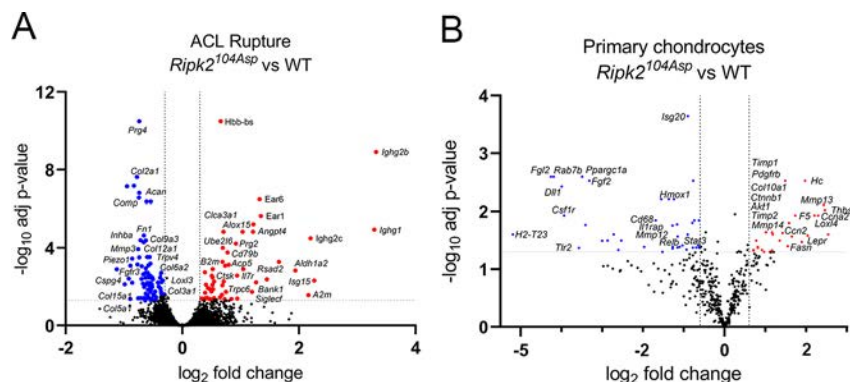 A
ACL Rupture
Ripk2104Asp vs WT
-log10 adj p-value
12
8
4
0
-2
0
2
4
log2 fold change
Prg4
Hbb-bs
Ighg2b
Col2a1
Acan
Comp
Ear6
Ear1
Clca3a1
Alox15
Angpt4
Ighg1
Fn1
Inhba
Col9a3
Ube2l6
Prg2
Ighg2c
Mmp3
Col12a1
Cd79b
Piezo1
Trpv4
B2m
Acp5
Aldh1a2
Fgfr3
Col6a2
Ctsk
Il7r
Rsad2
Isg15
Cspg4
Loxl3
Trpc6
Bank1
Col15a1
Col3a1
Siglecf
A2m
Col5a1
B
Primary chondrocytes
Ripk2104Asp vs WT
-log10 adj p-value
4
3
2
1
0
-5
-2
0
2
log2 fold change
Isg20
Fgl2
Rab7b
Ppargc1a
Dll1
Fgf2
Hmox1
Csf1r
Cd68
Il1rap
H2-T23
Mmp12
Tlr2
Relb
Stat3
Timp1
Pdgfrb
Col10a1
Hc
Ctnnb1
Mmp13
Akt1
Timp2
F5
Ccna2
Mmp14
Ccn2
Loxl4
Lepr
Fasn